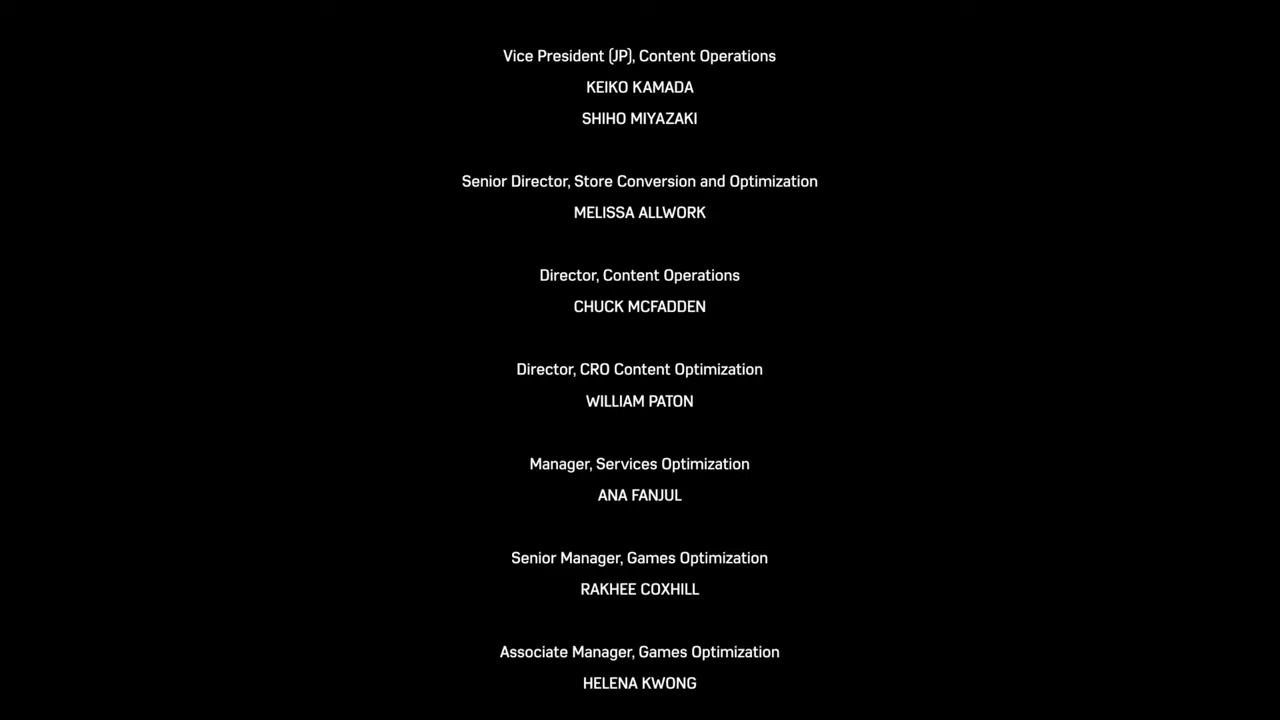 Vice President (JP), Content Operations
KEIKO KAMADA
SHIHO MIYAZAKI
Senior Director, Store Conversion and Optimization
MELISSA ALLWORK
Director, Content Operations
CHUCK MCFADDEN
Director, CRO Content Optimization
WILLIAM PATON
Manager, Services Optimization
ANA FANJUL
Senior Manager, Games Optimization
RAKHEE COXHILL
Associate Manager, Games Optimization
HELENA KWONG